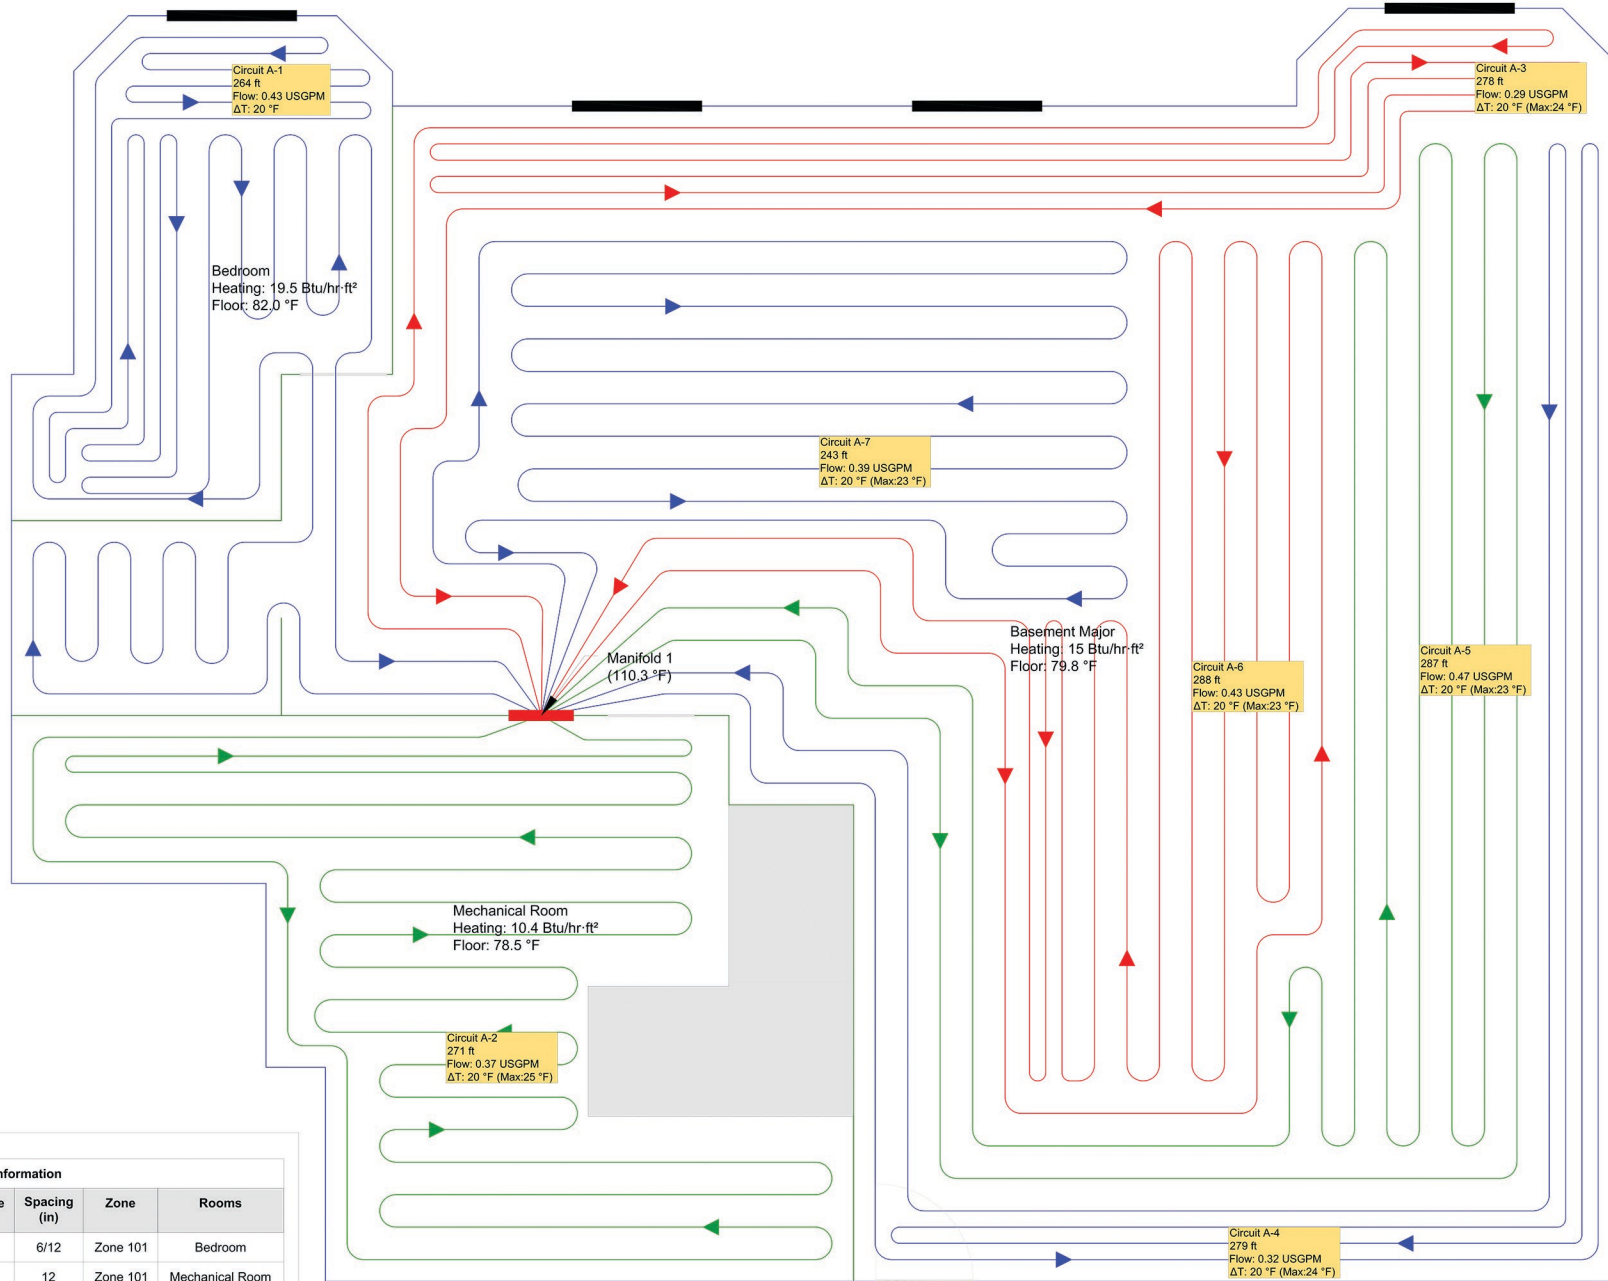 Circuit A-1
264 ft
Flow: 0.43 USGPM
ΔT: 20 °F
Circuit A-3
278 ft
Flow: 0.29 USGPM
ΔT: 20 °F (Max:24 °F)
Bedroom
Heating: 19.5 Btu/hr·ft²
Floor: 82.0 °F
Circuit A-7
243 ft
Flow: 0.39 USGPM
ΔT: 20 °F (Max:23 °F)
Basement Major
Heating: 15 Btu/hr·ft²
Floor: 79.8 °F
Manifold 1
(110.3 °F)
Circuit A-6
288 ft
Flow: 0.43 USGPM
ΔT: 20 °F (Max:23 °F)
Circuit A-5
287 ft
Flow: 0.47 USGPM
ΔT: 20 °F (Max:23 °F)
Mechanical Room
Heating: 10.4 Btu/hr·ft²
Floor: 78.5 °F
Circuit A-2
271 ft
Flow: 0.37 USGPM
ΔT: 20 °F (Max:25 °F)
Circuit A-4
279 ft
Flow: 0.32 USGPM
ΔT: 20 °F (Max:24 °F)
Spacing (in) Zone Rooms
6/12 Zone 101 Bedroom
12 Zone 101 Mechanical Room